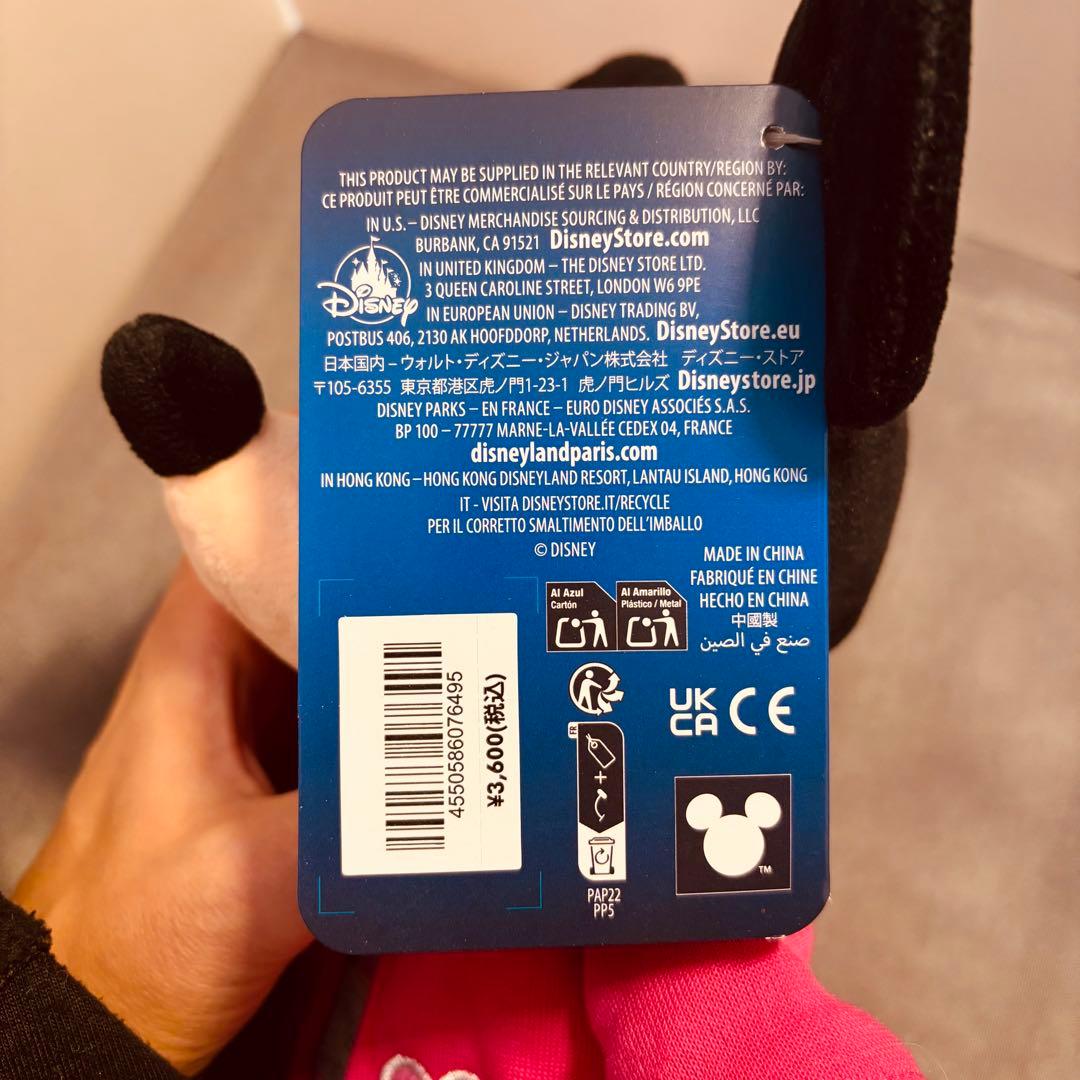 THIS PRODUCT MAY BE SUPPLIED IN THE RELEVANT COUNTRY/REGION BY:
CE PRODUIT PEUT ÊTRE COMMERCIALISÉ SUR LE PAYS / RÉGION CONCERNÉ PAR:
IN U.S. – DISNEY MERCHANDISE SOURCING & DISTRIBUTION, LLC
BURBANK, CA 91521 DisneyStore.com
Disney
IN UNITED KINGDOM – THE DISNEY STORE LTD.
3 QUEEN CAROLINE STREET, LONDON W6 9PE
IN EUROPEAN UNION – DISNEY TRADING BV,
POSTBUS 406, 2130 AK HOOFDDORP, NETHERLANDS. DisneyStore.eu
日本国内 – ウォルト・ディズニー・ジャパン株式会社 ディズニー・ストア
〒105-6355 東京都港区虎ノ門1-23-1 虎ノ門ヒルズ Disneystore.jp
DISNEY PARKS – EN FRANCE – EURO DISNEY ASSOCIÉS S.A.S.
BP 100 – 77777 MARNE-LA-VALLÉE CEDEX 04, FRANCE
disneylandparis.com
IN HONG KONG – HONG KONG DISNEYLAND RESORT, LANTAU ISLAND, HONG KONG
IT - VISITA DISNEYSTORE.IT/RECYCLE
PER IL CORRETTO SMALTIMENTO DELL'IMBALLO
© DISNEY
MADE IN CHINA
FABRIQUÉ EN CHINE
HECHO EN CHINA
中國製
صنع في الصين
Al Azul
Cartón
Al Amarillo
Plástico / Metal
4550586076495
¥3,600(税込)
UK
CA CE
FR
+
PAP22
PP5
TM